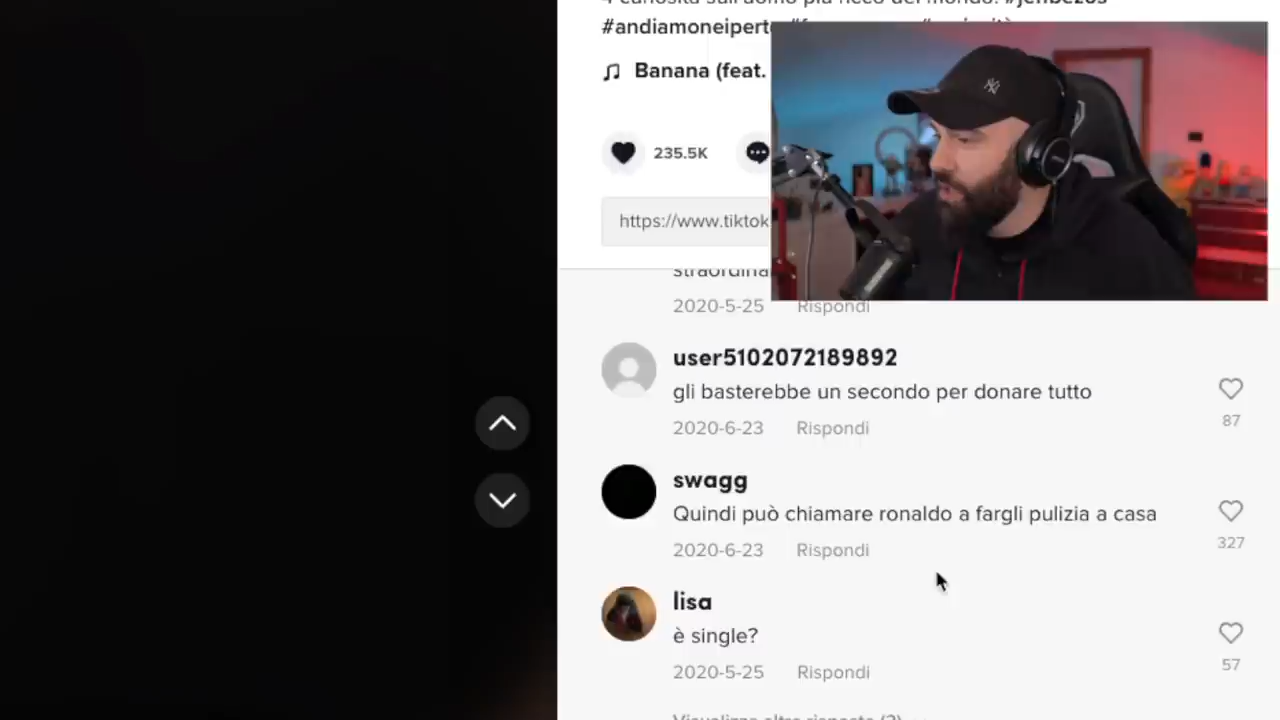 #andiamoneiperte
Banana (feat.
235.5K
https://www.tiktok
2020-5-25 Rispondi
user5102072189892
gli basterebbe un secondo per donare tutto
87
2020-6-23 Rispondi
swagg
Quindi può chiamare ronaldo a fargli pulizia a casa
327
2020-6-23 Rispondi
lisa
è single?
57
2020-5-25 Rispondi